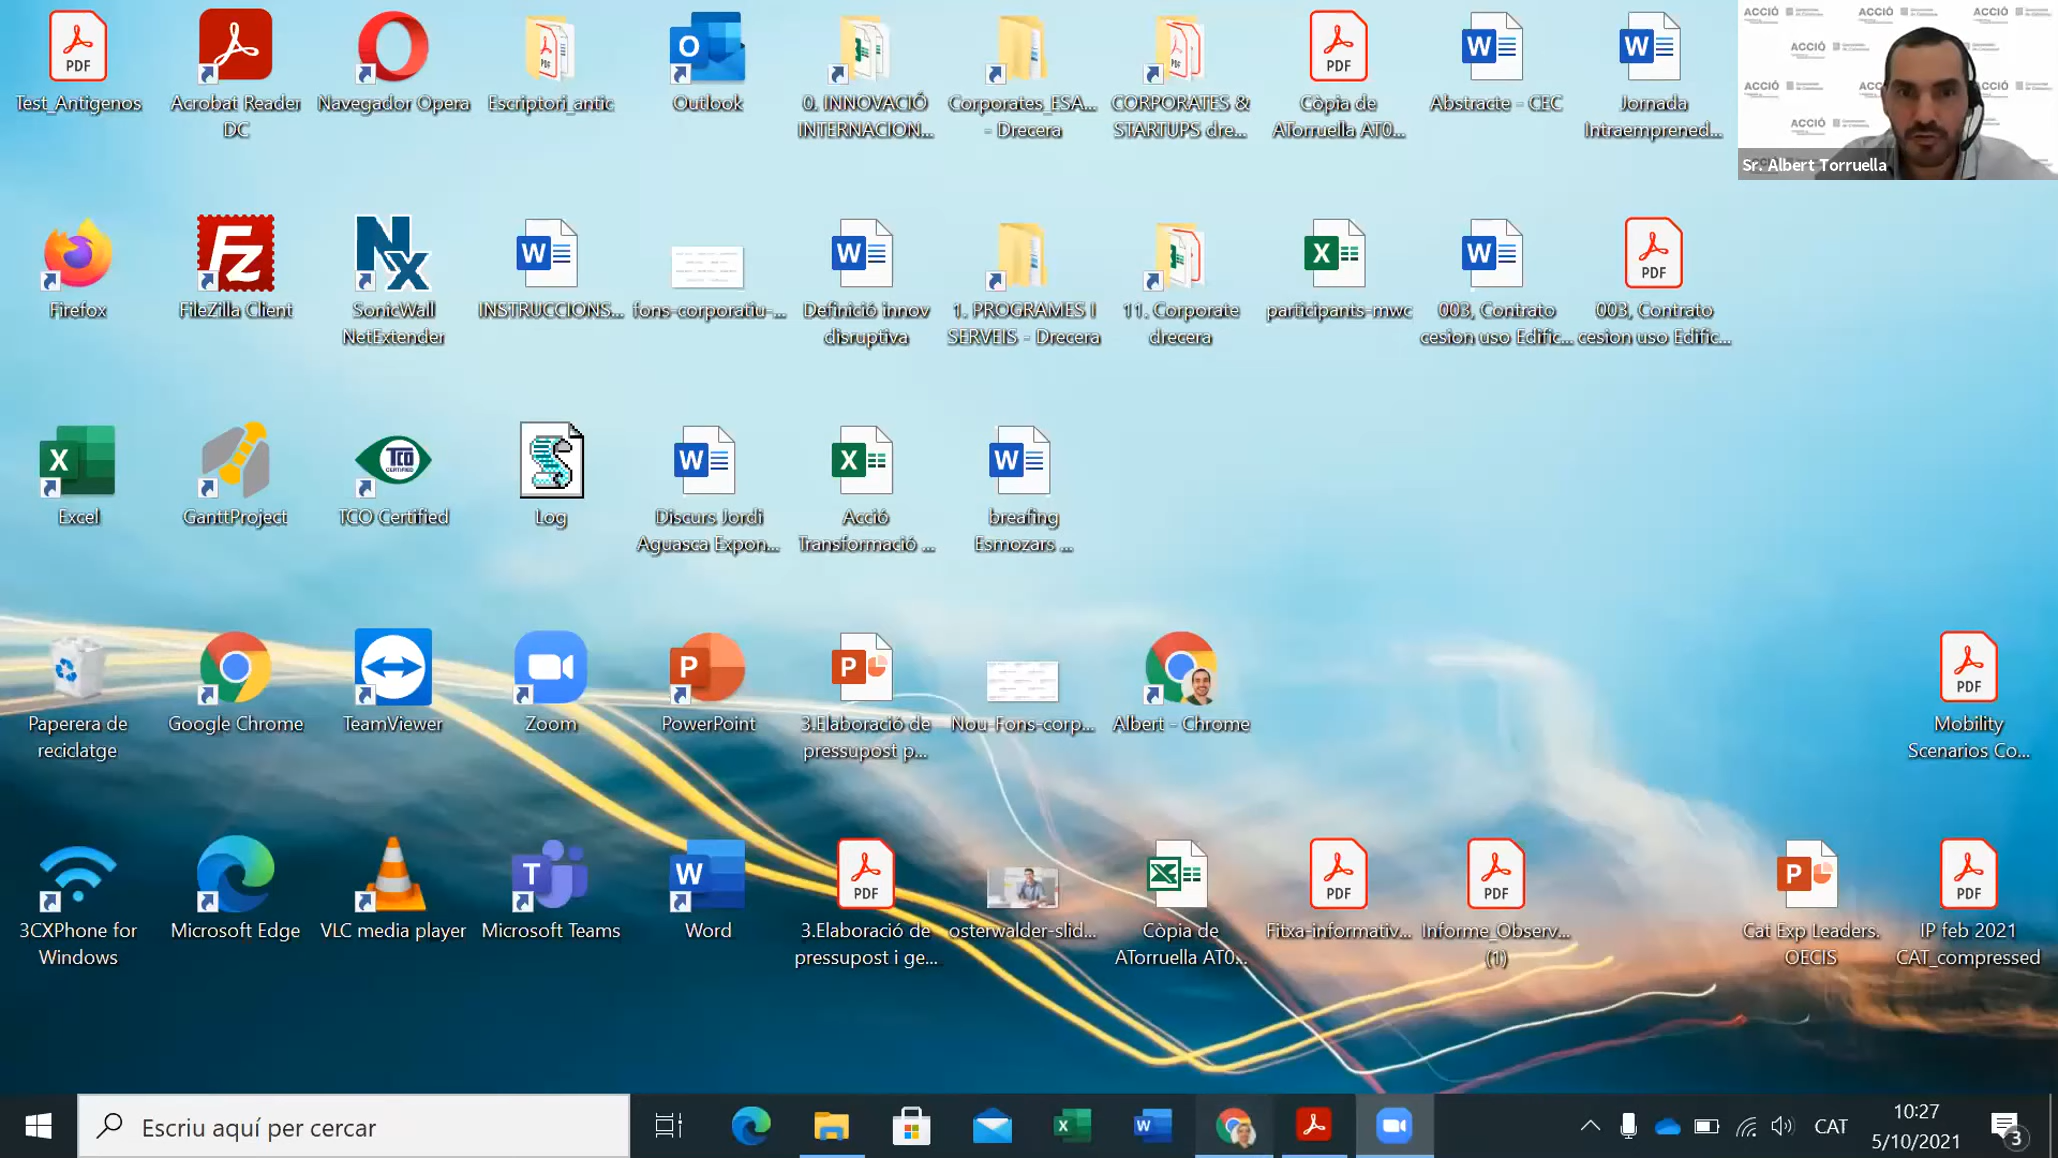 Test_Antigenos
Acrobat Reader
DC
Navegador Opera
Escriptori_antic
Outlook
0. INNOVACIÓ
INTERNACION...
Corporates_ESA...
- Drecera
CORPORATES &
STARTUPS dre...
Còpia de
ATorruella AT0...
Abstracte - CEC
Jornada
Intraemprened...
ACCIÓ
Sr. Albert Torruella
Firefox
FileZilla Client
SonicWall
NetExtender
INSTRUCCIONS...
fons-corporatiu-...
Definició innov
disruptiva
1. PROGRAMES I
SERVEIS - Drecera
11. Corporate
drecera
participants-mwc
003, Contrato
cesion uso Edific...
003, Contrato
cesion uso Edific...
Excel
GanttProject
TCO Certified
Log
Discurs Jordi
Aguasca Expon...
Acció
Transformació ...
breafing
Esmozars ...
Paperera de
reciclatge
Google Chrome
TeamViewer
Zoom
PowerPoint
3.Elaboració de
pressupost p...
Nou-Fons-corp...
Albert - Chrome
Mobility
Scenarios Co...
3CXPhone for
Windows
Microsoft Edge
VLC media player
Microsoft Teams
Word
3.Elaboració de
pressupost i ge...
osterwalder-slid...
Còpia de
ATorruella AT0...
Fitxa-informativ...
Informe_Observ...
(1)
Cat Exp Leaders.
OECIS
IP feb 2021
CAT_compressed
Escriu aquí per cercar
CAT
10:27
5/10/2021
3